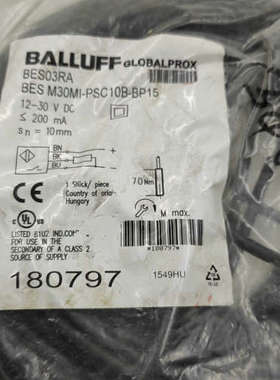 BALLUFF GLOBALPROX
BES03RA
BES M30MI-PSC10B-BP15
12-30 V DC
≤ 200 mA
sn = 10mm
BN
BK
BU
1 Stück/ piece
Country of origin
Hungary
70 Nm
M max.
LISTED 81U2 IND.CONT.
FOR USE IN THE
SECONDARY OF A CLASS 2
SOURCE OF SUPPLY
*180797*
180797
1549HU